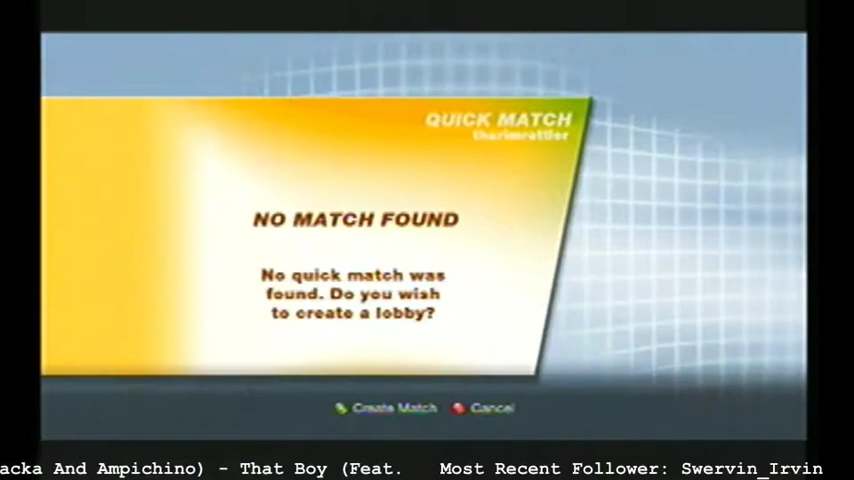 QUICK MATCH
therimrattler
NO MATCH FOUND
No quick match was
found. Do you wish
to create a lobby?
Create Match Cancel
acka And Ampichino) - That Boy (Feat. Most Recent Follower: Swervin_Irvin